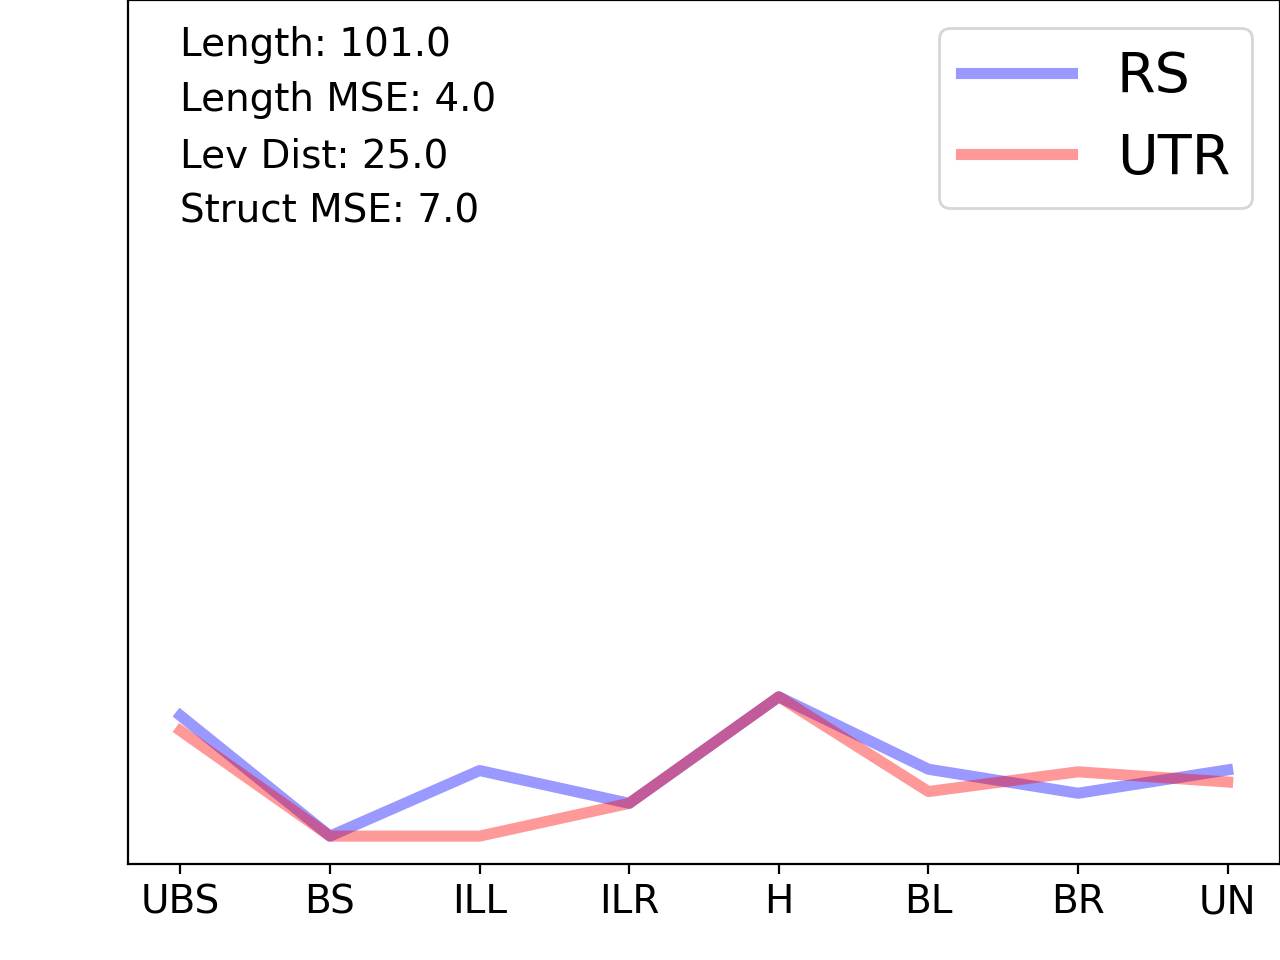 Length: 101.0
Length MSE: 4.0
Lev Dist: 25.0
Struct MSE: 7.0
RS
UTR
UBS BS ILL ILR H BL BR UN